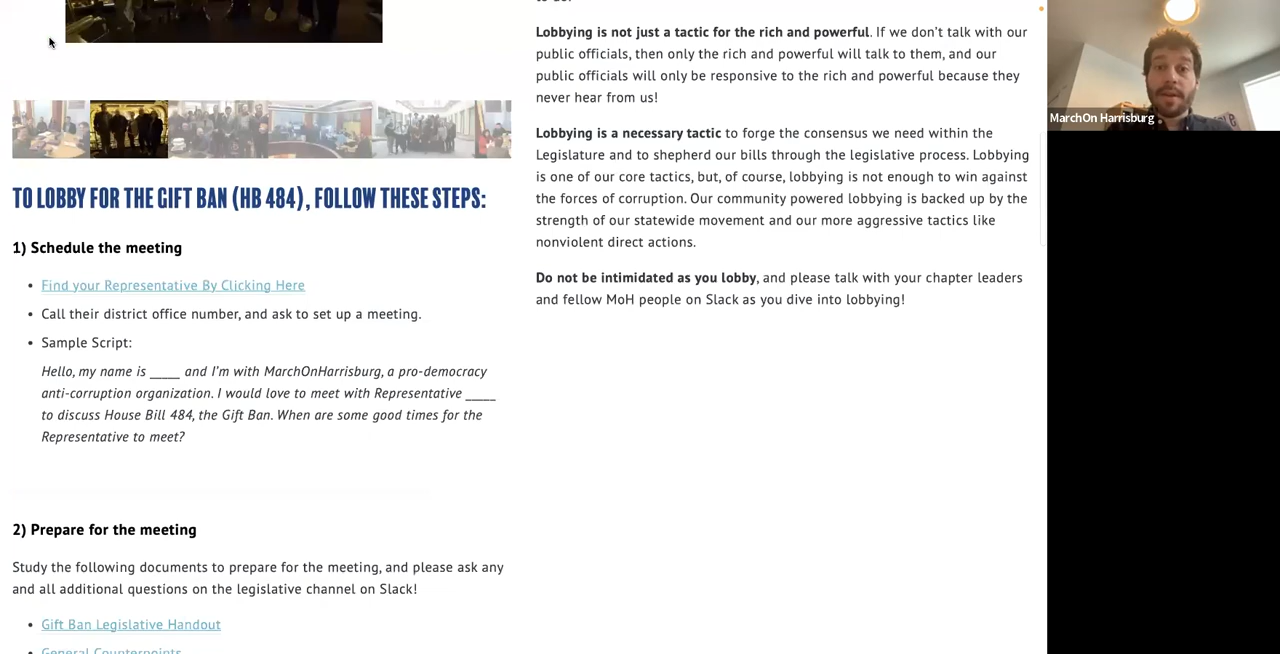 TO LOBBY FOR THE GIFT BAN (HB 484), FOLLOW THESE STEPS:
1) Schedule the meeting
• Find your Representative By Clicking Here
• Call their district office number, and ask to set up a meeting.
• Sample Script:
Hello, my name is _____ and I’m with MarchOnHarrisburg, a pro-democracy
anti-corruption organization. I would love to meet with Representative _____
to discuss House Bill 484, the Gift Ban. When are some good times for the
Representative to meet?
2) Prepare for the meeting
Study the following documents to prepare for the meeting, and please ask any
and all additional questions on the legislative channel on Slack!
• Gift Ban Legislative Handout
• General Counterpoints
Lobbying is not just a tactic for the rich and powerful. If we don’t talk with our
public officials, then only the rich and powerful will talk to them, and our
public officials will only be responsive to the rich and powerful because they
never hear from us!
Lobbying is a necessary tactic to forge the consensus we need within the
Legislature and to shepherd our bills through the legislative process. Lobbying
is one of our core tactics, but, of course, lobbying is not enough to win against
the forces of corruption. Our community powered lobbying is backed up by the
strength of our statewide movement and our more aggressive tactics like
nonviolent direct actions.
Do not be intimidated as you lobby, and please talk with your chapter leaders
and fellow MoH people on Slack as you dive into lobbying!
MarchOn Harrisburg